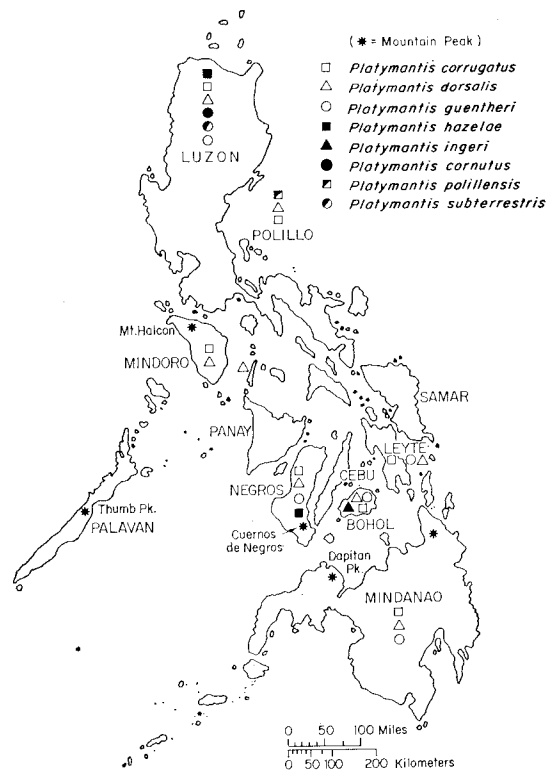 ( ✷ = Mountain Peak )
Platymantis corrugatus
Platymantis dorsalis
Platymantis guentheri
Platymantis hazelae
Platymantis ingeri
Platymantis cornutus
Platymantis polillensis
Platymantis subterrestris
LUZON
POLILLO
Mt. Halcon
MINDORO
SAMAR
PANAY
LEYTE
CEBU
NEGROS
Thumb Pk.
PALAVAN
BOHOL
Cuernos
de Negros
Dapitan
Pk.
MINDANAO
0 50 100 Miles
0 50 100 200 Kilometers